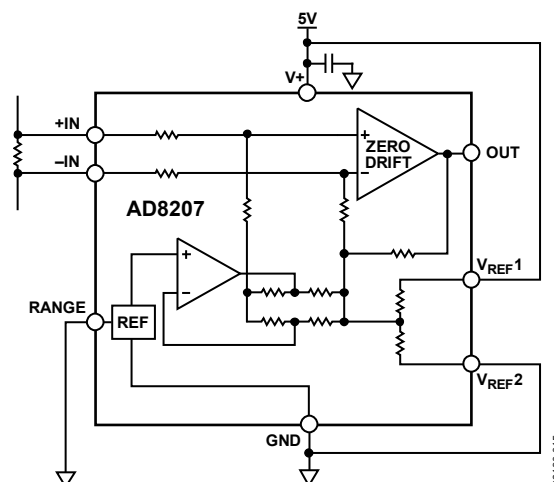 5V
V+
+IN
–IN
+
–
ZERO
DRIFT
OUT
AD8207
+
–
VREF1
RANGE
REF
VREF2
GND